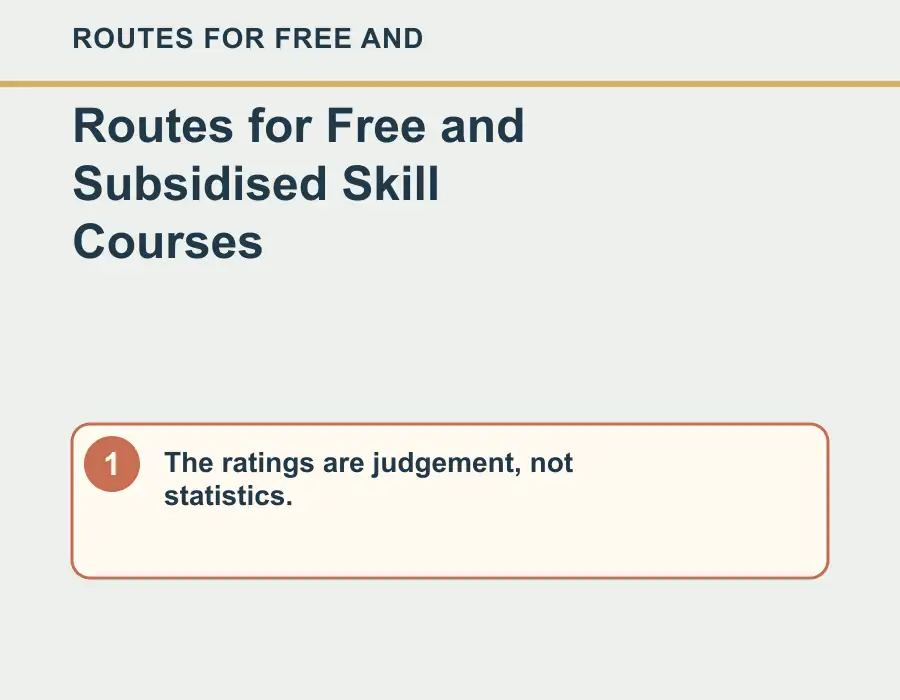 ROUTES FOR FREE AND
Routes for Free and
Subsidised Skill
Courses
1
The ratings are judgement, not
statistics.